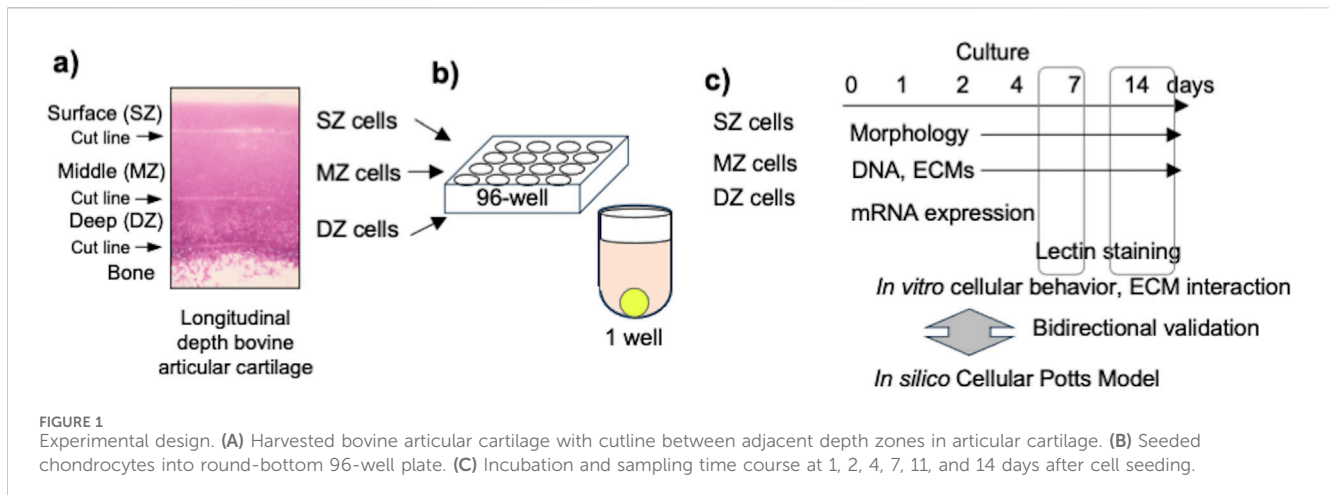 a)
Surface (SZ)
Cut line
Middle (MZ)
Cut line
Deep (DZ)
Cut line
Bone
Longitudinal
depth bovine
articular cartilage
b)
SZ cells
MZ cells
DZ cells
96-well
1 well
c)
SZ cells
MZ cells
DZ cells
Culture
0 1 2 4 7 14 days
Morphology
DNA, ECMs
mRNA expression
Lectin staining
In vitro cellular behavior, ECM interaction
Bidirectional validation
In silico Cellular Potts Model
FIGURE 1
Experimental design. (A) Harvested bovine articular cartilage with cutline between adjacent depth zones in articular cartilage. (B) Seeded
chondrocytes into round-bottom 96-well plate. (C) Incubation and sampling time course at 1, 2, 4, 7, 11, and 14 days after cell seeding.